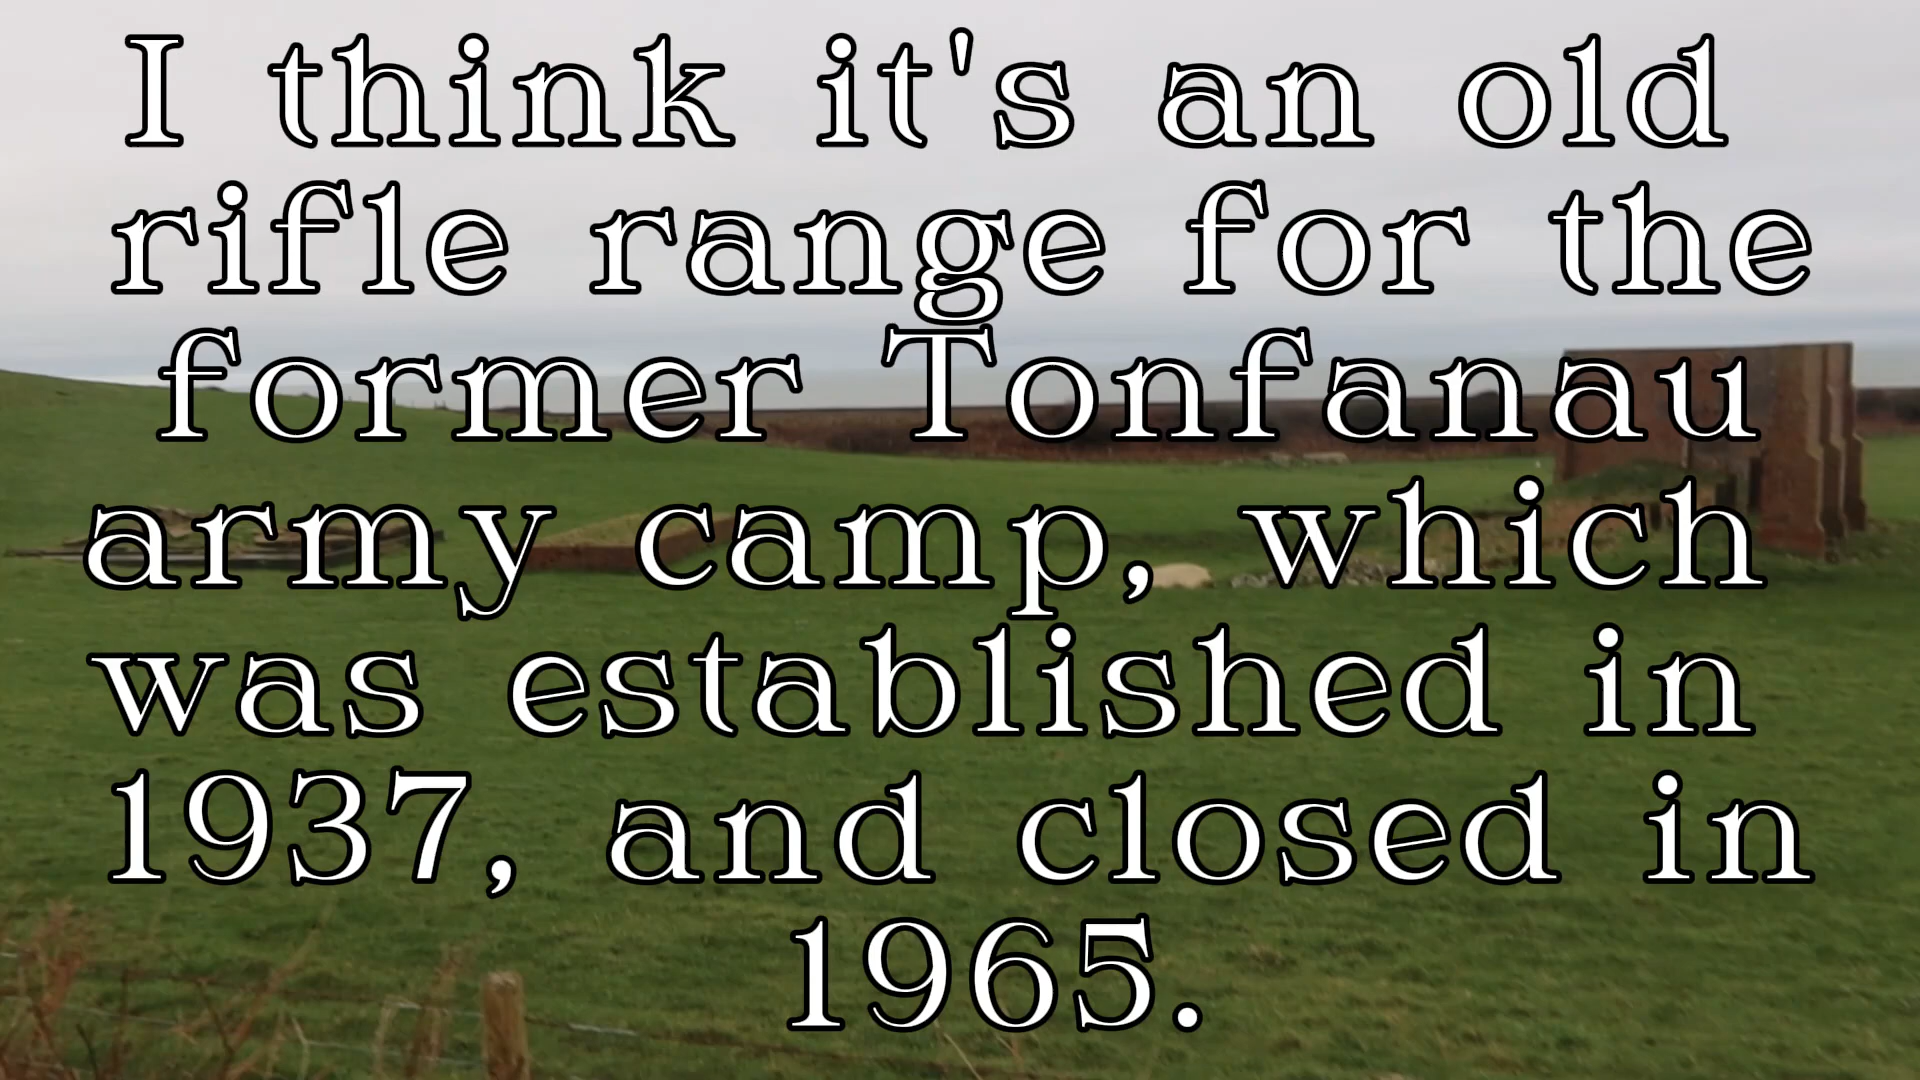 I think it's an old
rifle range for the
former Tonfanau
army camp, which
was established in
1937, and closed in
1965.